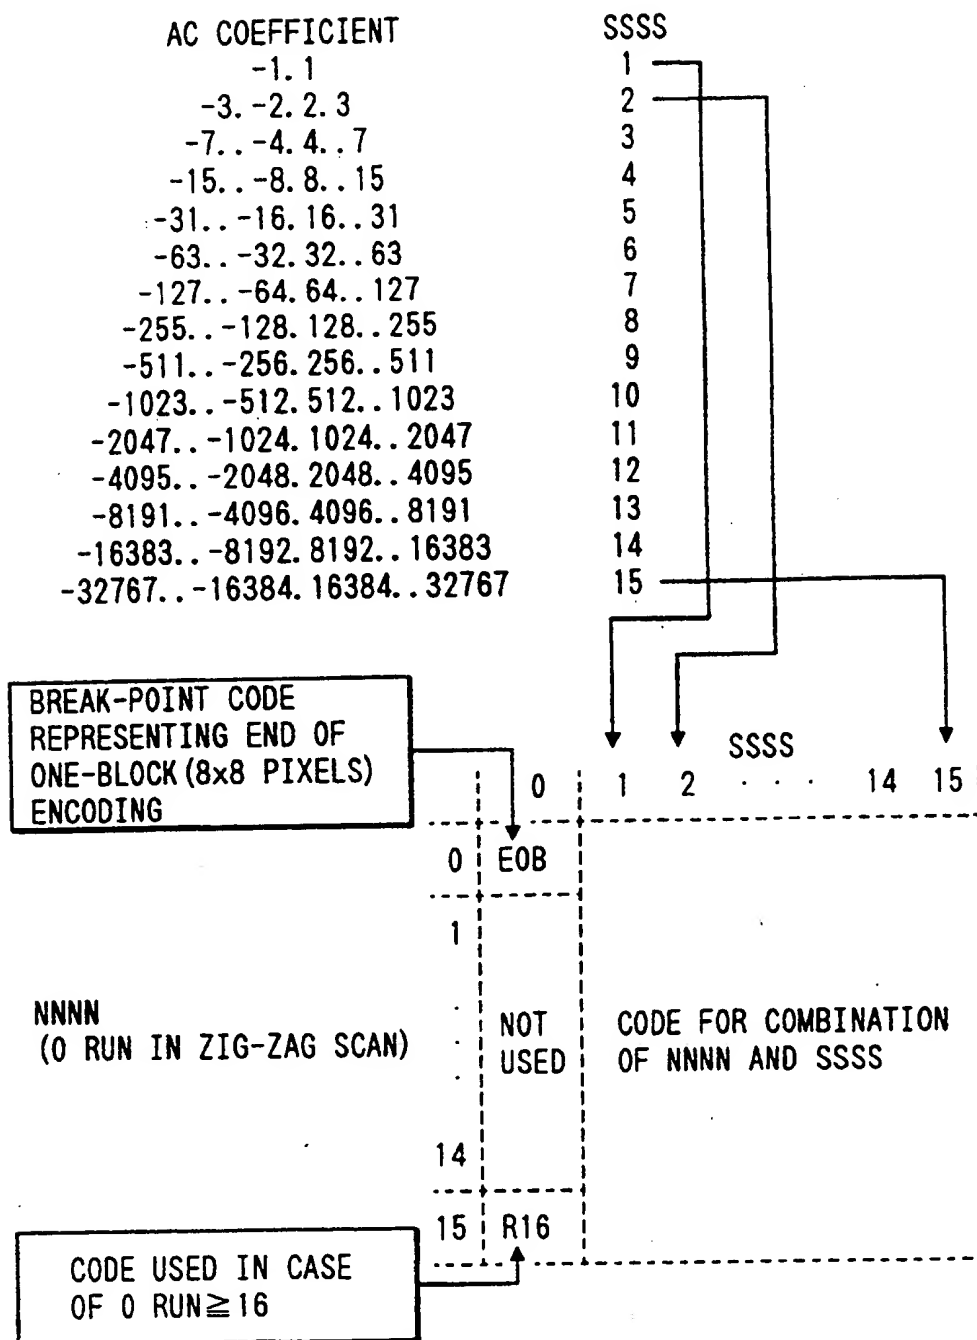 AC COEFFICIENT SSSS
-1. 1 1
-3. -2. 2. 3 2
-7. . -4. 4. . 7 3
-15. . -8. 8. . 15 4
-31. . -16. 16. . 31 5
-63. . -32. 32. . 63 6
-127. . -64. 64. . 127 7
-255. . -128. 128. . 255 8
-511. . -256. 256. . 511 9
-1023. . -512. 512. . 1023 10
-2047. . -1024. 1024. . 2047 11
-4095. . -2048. 2048. . 4095 12
-8191. . -4096. 4096. . 8191 13
-16383. . -8192. 8192. . 16383 14
-32767. . -16384. 16384. . 32767 15
BREAK-POINT CODE
REPRESENTING END OF
ONE-BLOCK (8x8 PIXELS)
ENCODING
SSSS
0 1 2 · · · 14 15
0 EOB
1
NNNN
(0 RUN IN ZIG-ZAG SCAN)
·
·
·
NOT
USED
CODE FOR COMBINATION
OF NNNN AND SSSS
14
15 R16
CODE USED IN CASE
OF 0 RUN≧16